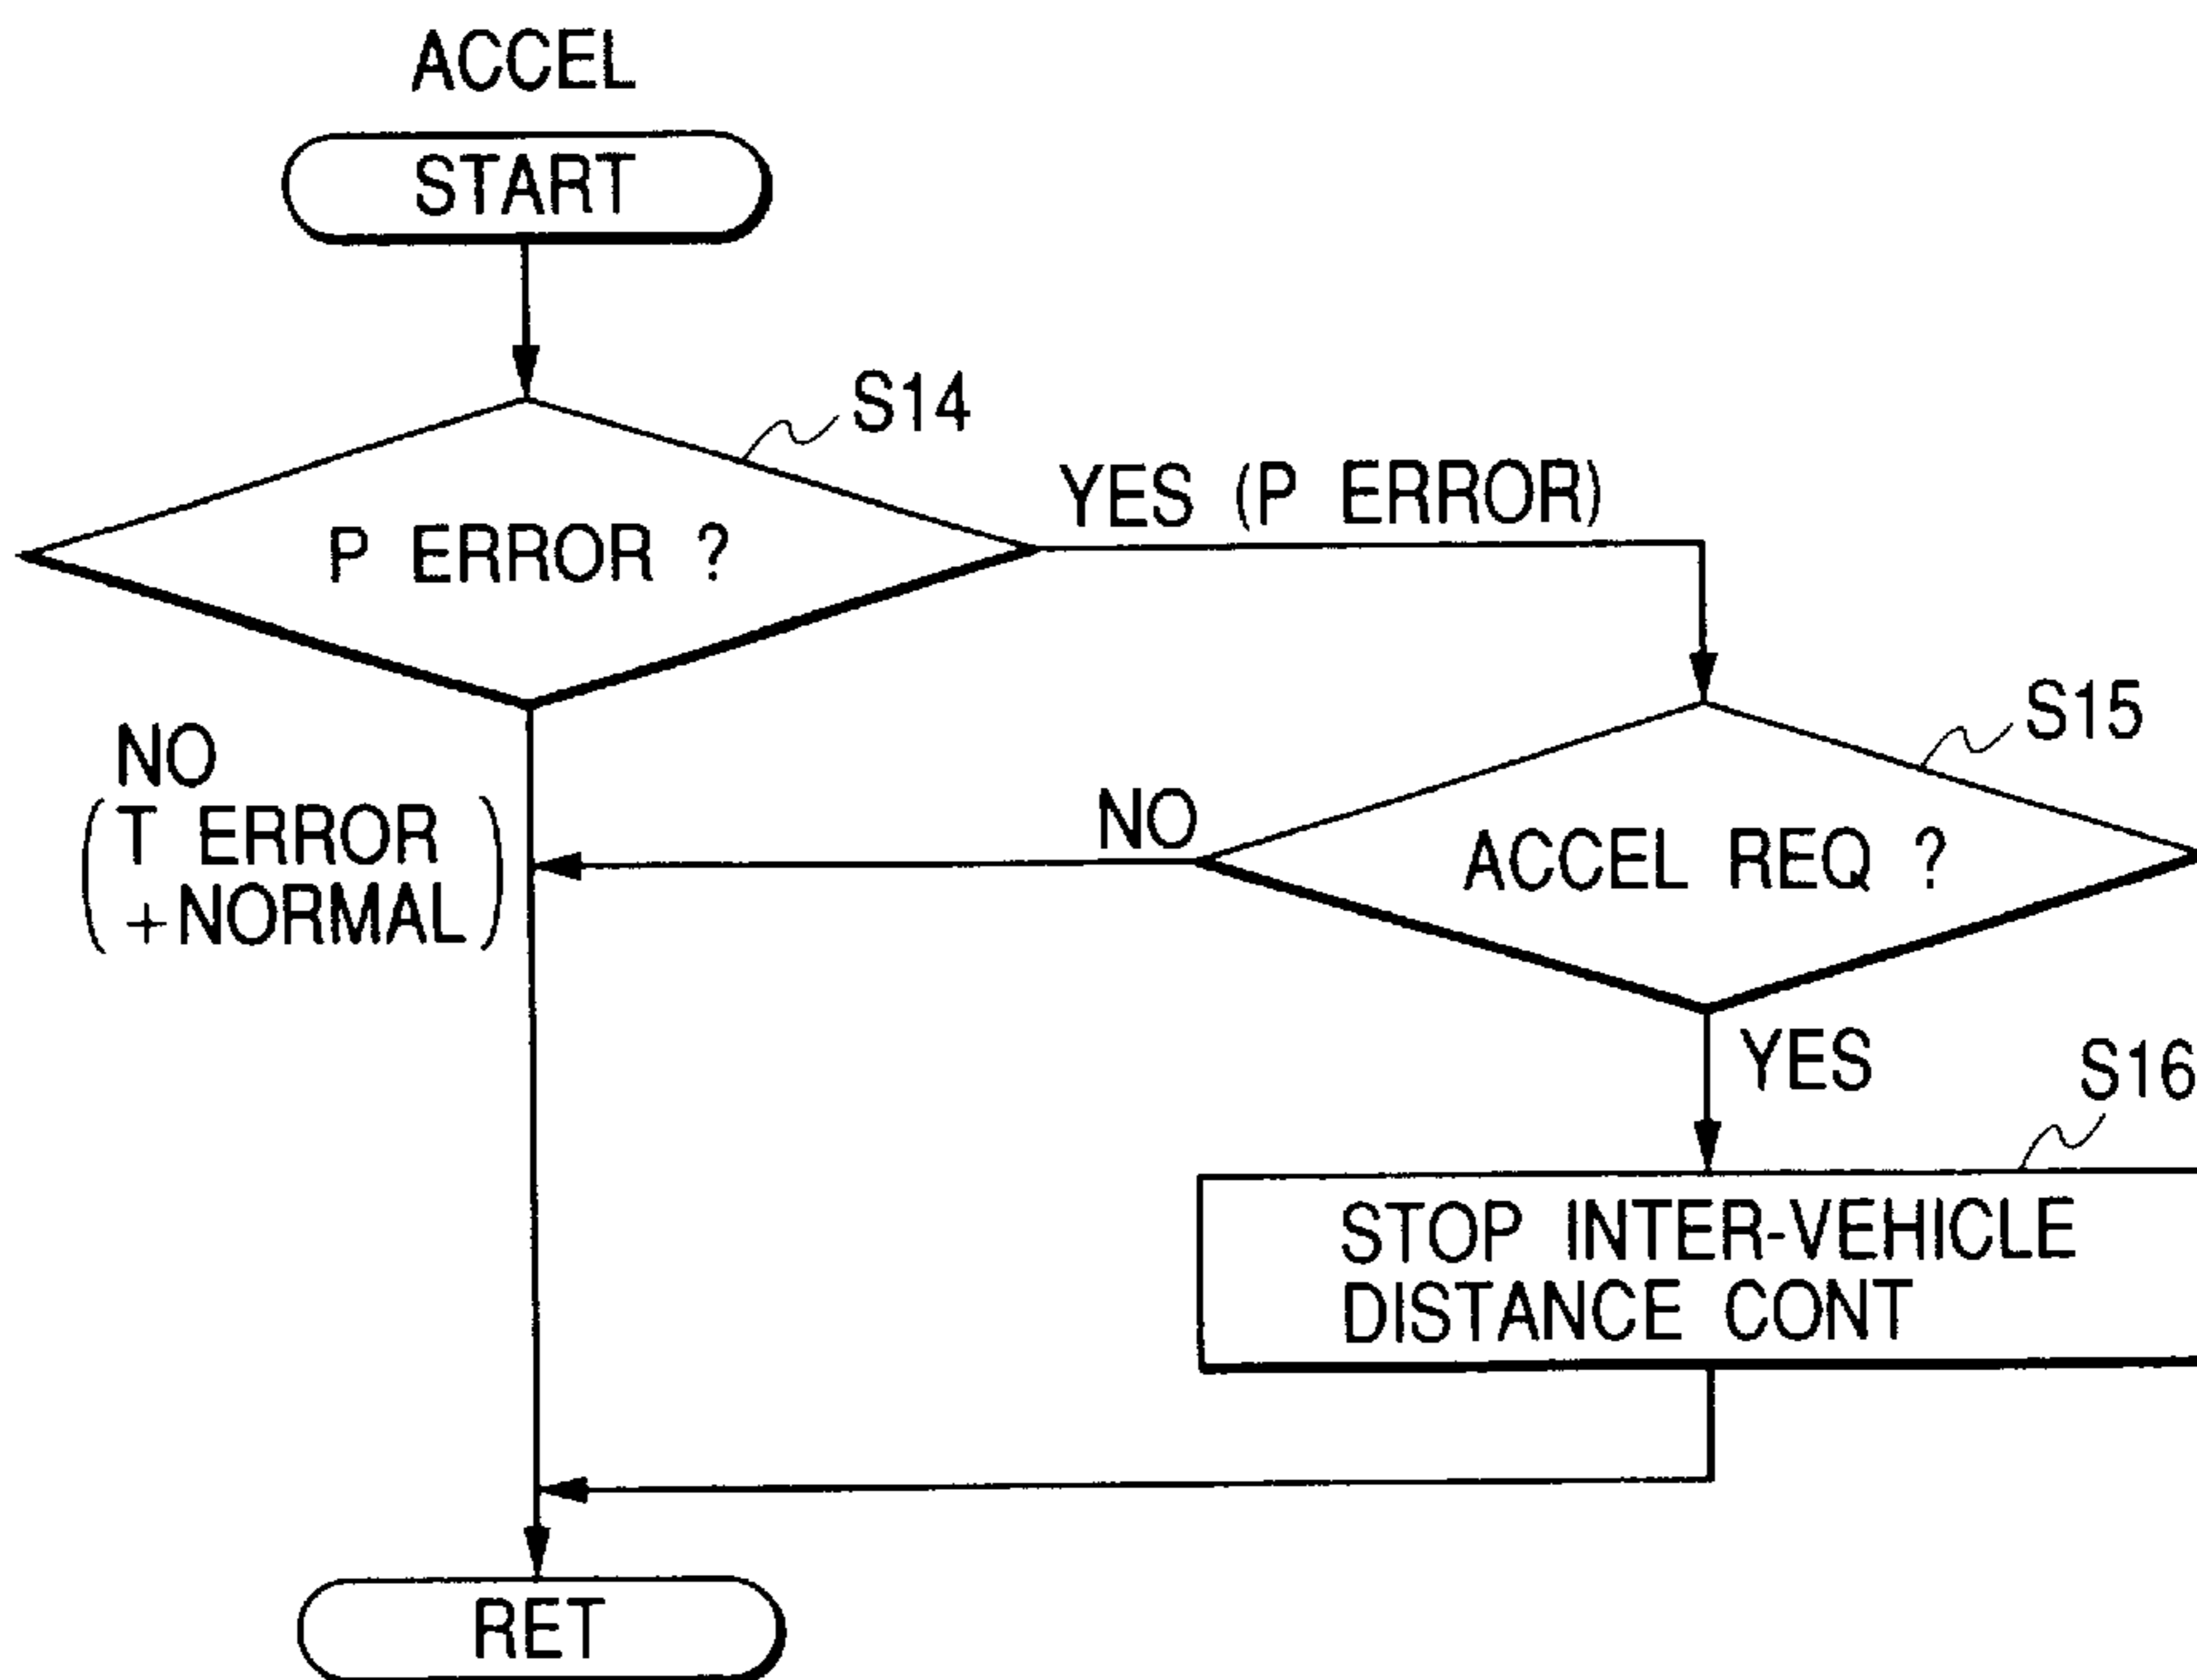 ACCEL
START
S14
YES (P ERROR)
P ERROR ?
S15
NO
(T ERROR
+NORMAL)
NO
ACCEL REQ ?
YES
S16
STOP INTER-VEHICLE
DISTANCE CONT
RET